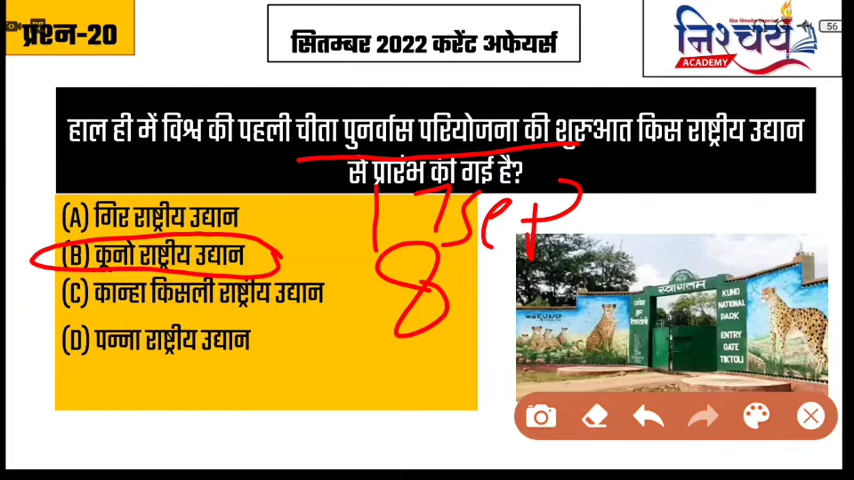 प्रश्न-20
सितम्बर 2022 करेंट अफेयर्स
निश्चय
ACADEMY
56
हाल ही में विश्व की पहली चीता पुनर्वास परियोजना की शुरुआत किस राष्ट्रीय उद्यान
से प्रारंभ की गई है?
(A) गिर राष्ट्रीय उद्यान
(B) कूनो राष्ट्रीय उद्यान
(C) कान्हा किसली राष्ट्रीय उद्यान
(D) पन्ना राष्ट्रीय उद्यान
17 Sep
8
स्वागतम
KUNO
NATIONAL
PARK
ENTRY
GATE
TIKTOLI
KUNO